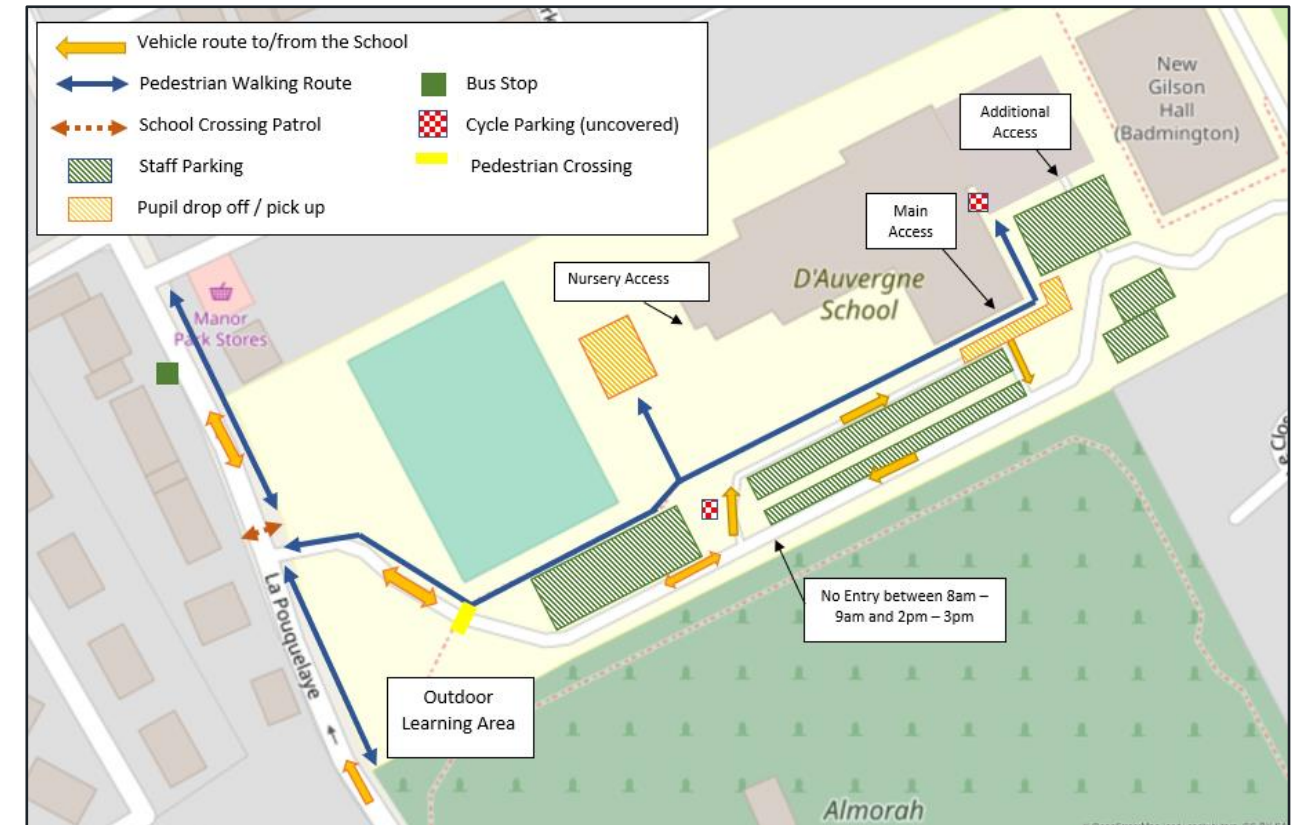 Vehicle route to/from the School
Pedestrian Walking Route
School Crossing Patrol
Staff Parking
Pupil drop off / pick up
Bus Stop
Cycle Parking (uncovered)
Pedestrian Crossing
New
Gilson
Hall
(Badmington)
Additional
Access
Main
Access
Nursery Access
D'Auvergne
School
Manor
Park Stores
No Entry between 8am –
9am and 2pm – 3pm
La Pouquelaye
Outdoor
Learning Area
Almorah